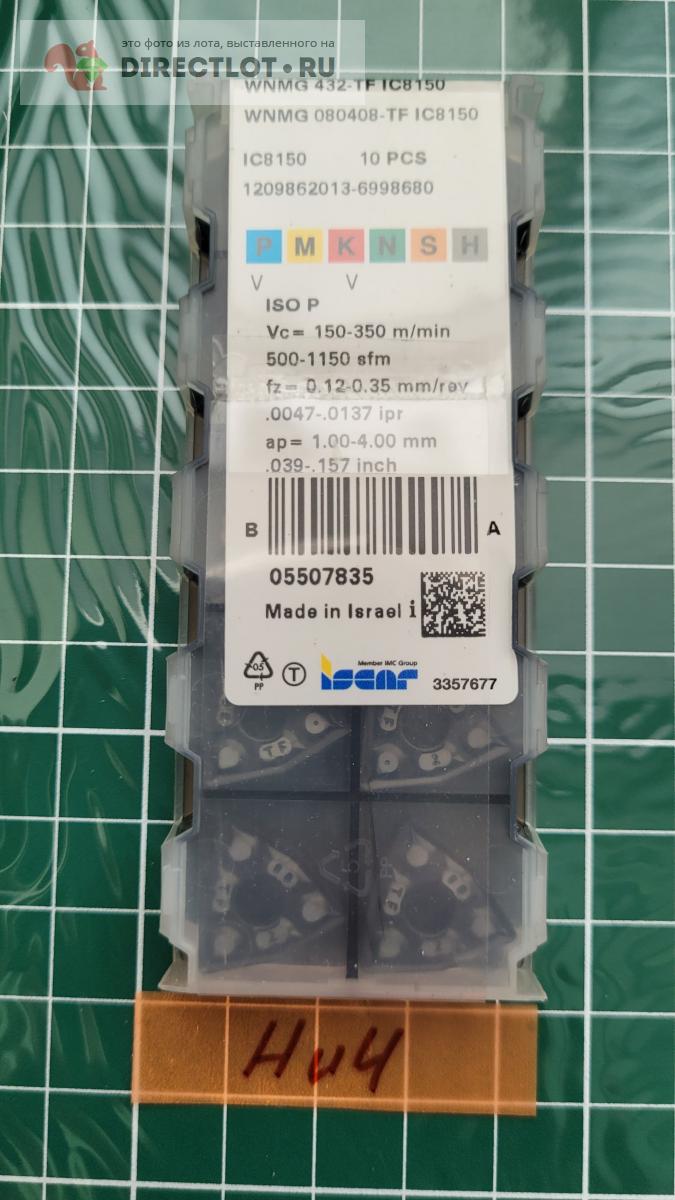 это фото из лота, выставленного на
DIRECTLOT.RU
WNMG 432-TF IC8150
WNMG 080408-TF IC8150
IC8150 10 PCS
1209862013-6998680
P M K N S H
V V
ISO P
Vc= 150-350 m/min
500-1150 sfm
fz= 0.12-0.35 mm/rev
.0047-.0137 ipr
ap= 1.00-4.00 mm
.039-.157 inch
B A
05507835
Made in Israel i
05
PP
T
Member IMC Group
iscar
3357677
TF
PP